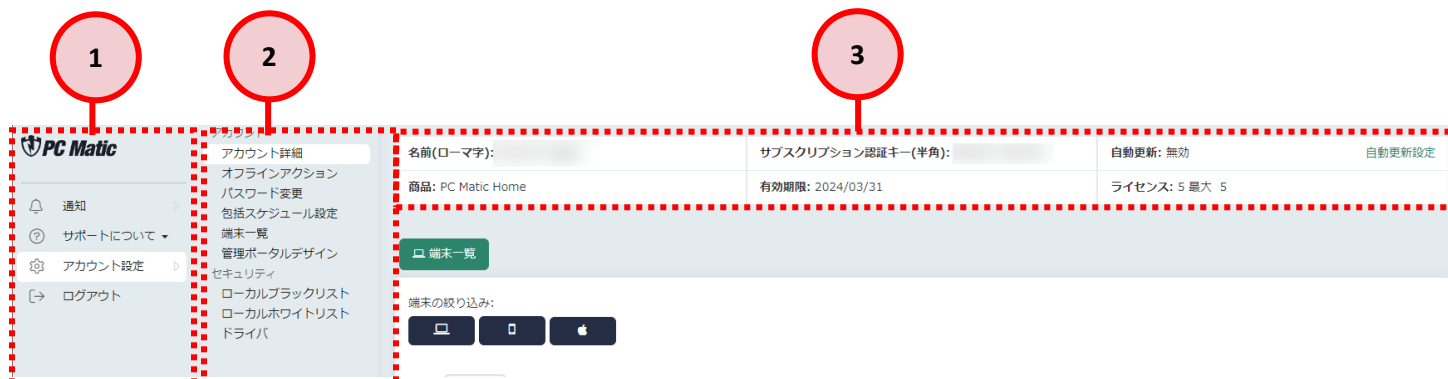 1
2
3
PC Matic
通知
サポートについて
アカウント設定
ログアウト
アカウント
アカウント詳細
オフラインアクション
パスワード変更
包括スケジュール設定
端末一覧
管理ポータルデザイン
セキュリティ
ローカルブラックリスト
ローカルホワイトリスト
ドライバ
名前(ローマ字):
サブスクリプション認証キー(半角):
自動更新: 無効
自動更新設定
商品: PC Matic Home
有効期限: 2024/03/31
ライセンス: 5 最大 5
端末一覧
端末の絞り込み: